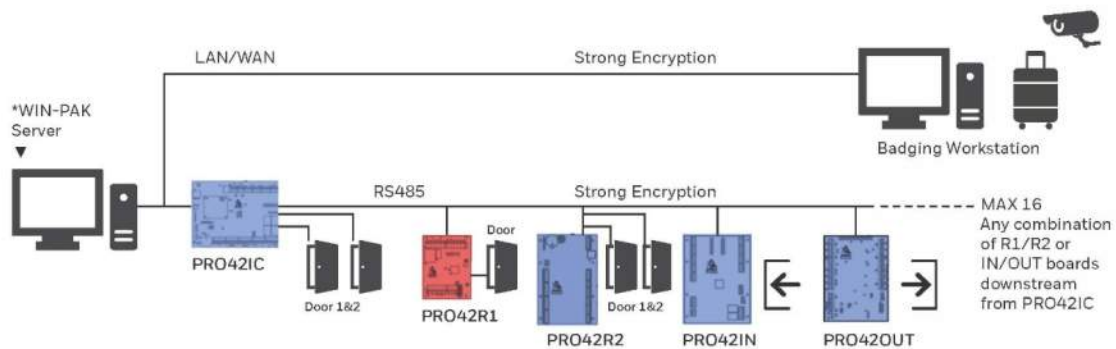 LAN/WAN
Strong Encryption
*WIN-PAK
Server
Badging Workstation
RS485
Strong Encryption
MAX 16
Any combination
of R1/R2 or
IN/OUT boards
downstream
from PRO42IC
PRO42IC
Door 1&2
Door
PRO42R1
Door 1&2
PRO42R2
PRO42IN
PRO42OUT